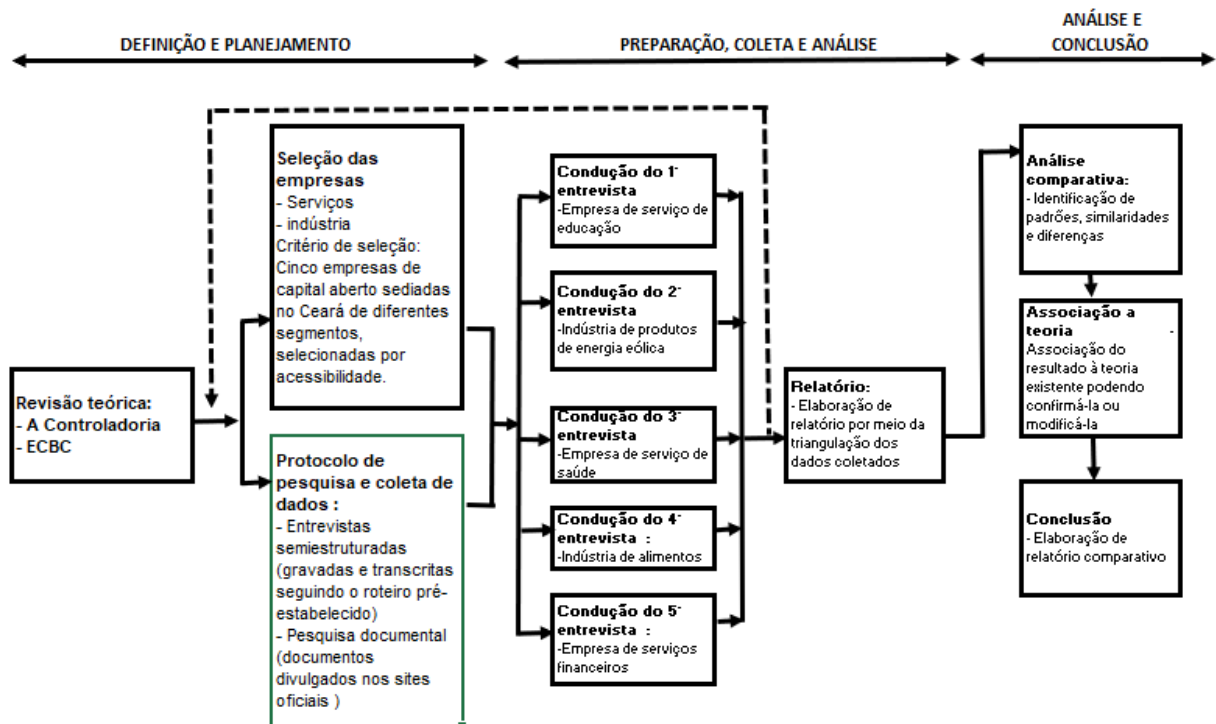 DEFINIÇÃO E PLANEJAMENTO
PREPARAÇÃO, COLETA E ANÁLISE
ANÁLISE E
CONCLUSÃO
Revisão teórica:
- A Controladoria
- ECBC
Seleção das
empresas
- Serviços
- indústria
Critério de seleção:
Cinco empresas de
capital aberto sediadas
no Ceará de diferentes
segmentos,
selecionadas por
acessibilidade.
Protocolo de
pesquisa e coleta de
dados :
- Entrevistas
semiestruturadas
(gravadas e transcritas
seguindo o roteiro pré-
estabelecido)
- Pesquisa documental
(documentos
divulgados nos sites
oficiais )
Condução do 1ª
entrevista
-Empresa de serviço de
educação
Condução do 2ª
entrevista
-Indústria de produtos
de energia eólica
Condução do 3ª
entrevista
-Empresa de serviço de
saúde
Condução do 4ª
entrevista :
-Indústria de alimentos
Condução do 5ª
entrevista :
-Empresa de serviços
financeiros
Relatório:
- Elaboração de
relatório por meio da
triangulação dos
dados coletados
Análise
comparativa:
- Identificação de
padrões, similaridades
e diferenças
Associação a
teoria -
Associação do
resultado à teoria
existente podendo
confirmá-la ou
modificá-la
Conclusão
- Elaboração de
relatório comparativo